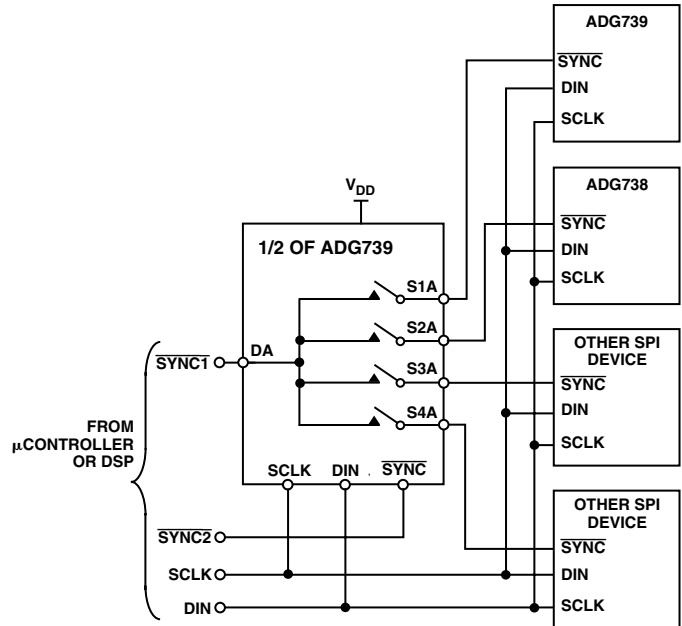 ADG739
SYNC
DIN
SCLK
ADG738
SYNC
DIN
SCLK
VDD
1/2 OF ADG739
S1A
S2A
S3A
S4A
DA
SYNC1
FROM
μCONTROLLER
OR DSP
SCLK DIN SYNC
OTHER SPI
DEVICE
SYNC
DIN
SCLK
OTHER SPI
DEVICE
SYNC
DIN
SCLK
SYNC2
SCLK
DIN